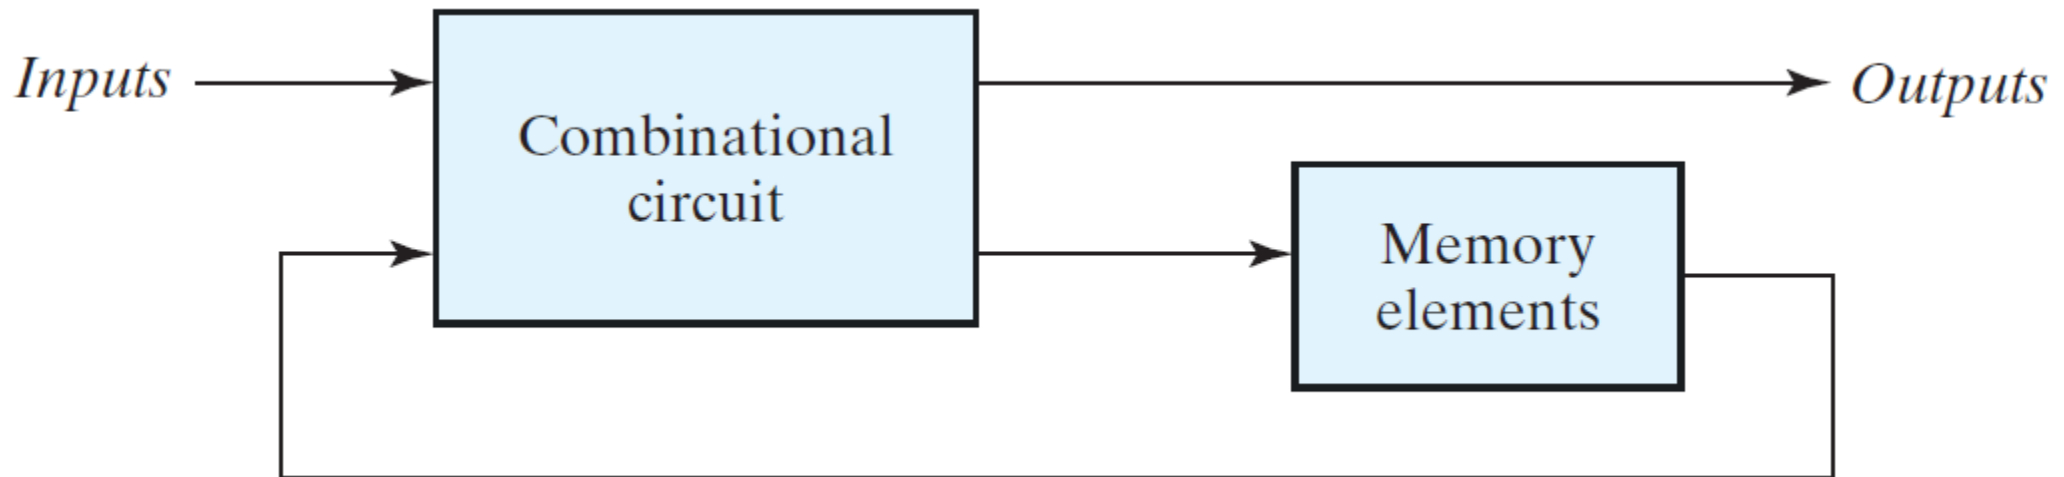 Inputs
Combinational
circuit
Outputs
Memory
elements